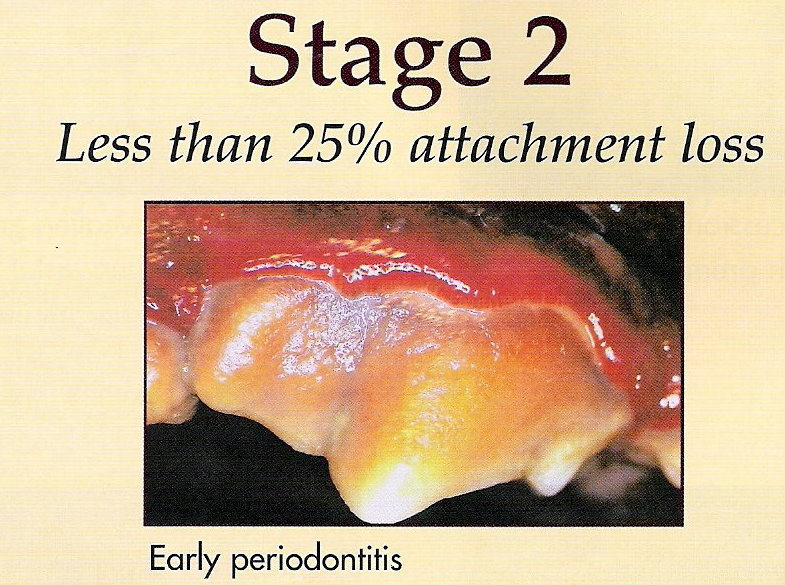 Stage 2
Less than 25% attachment loss
Early periodontitis